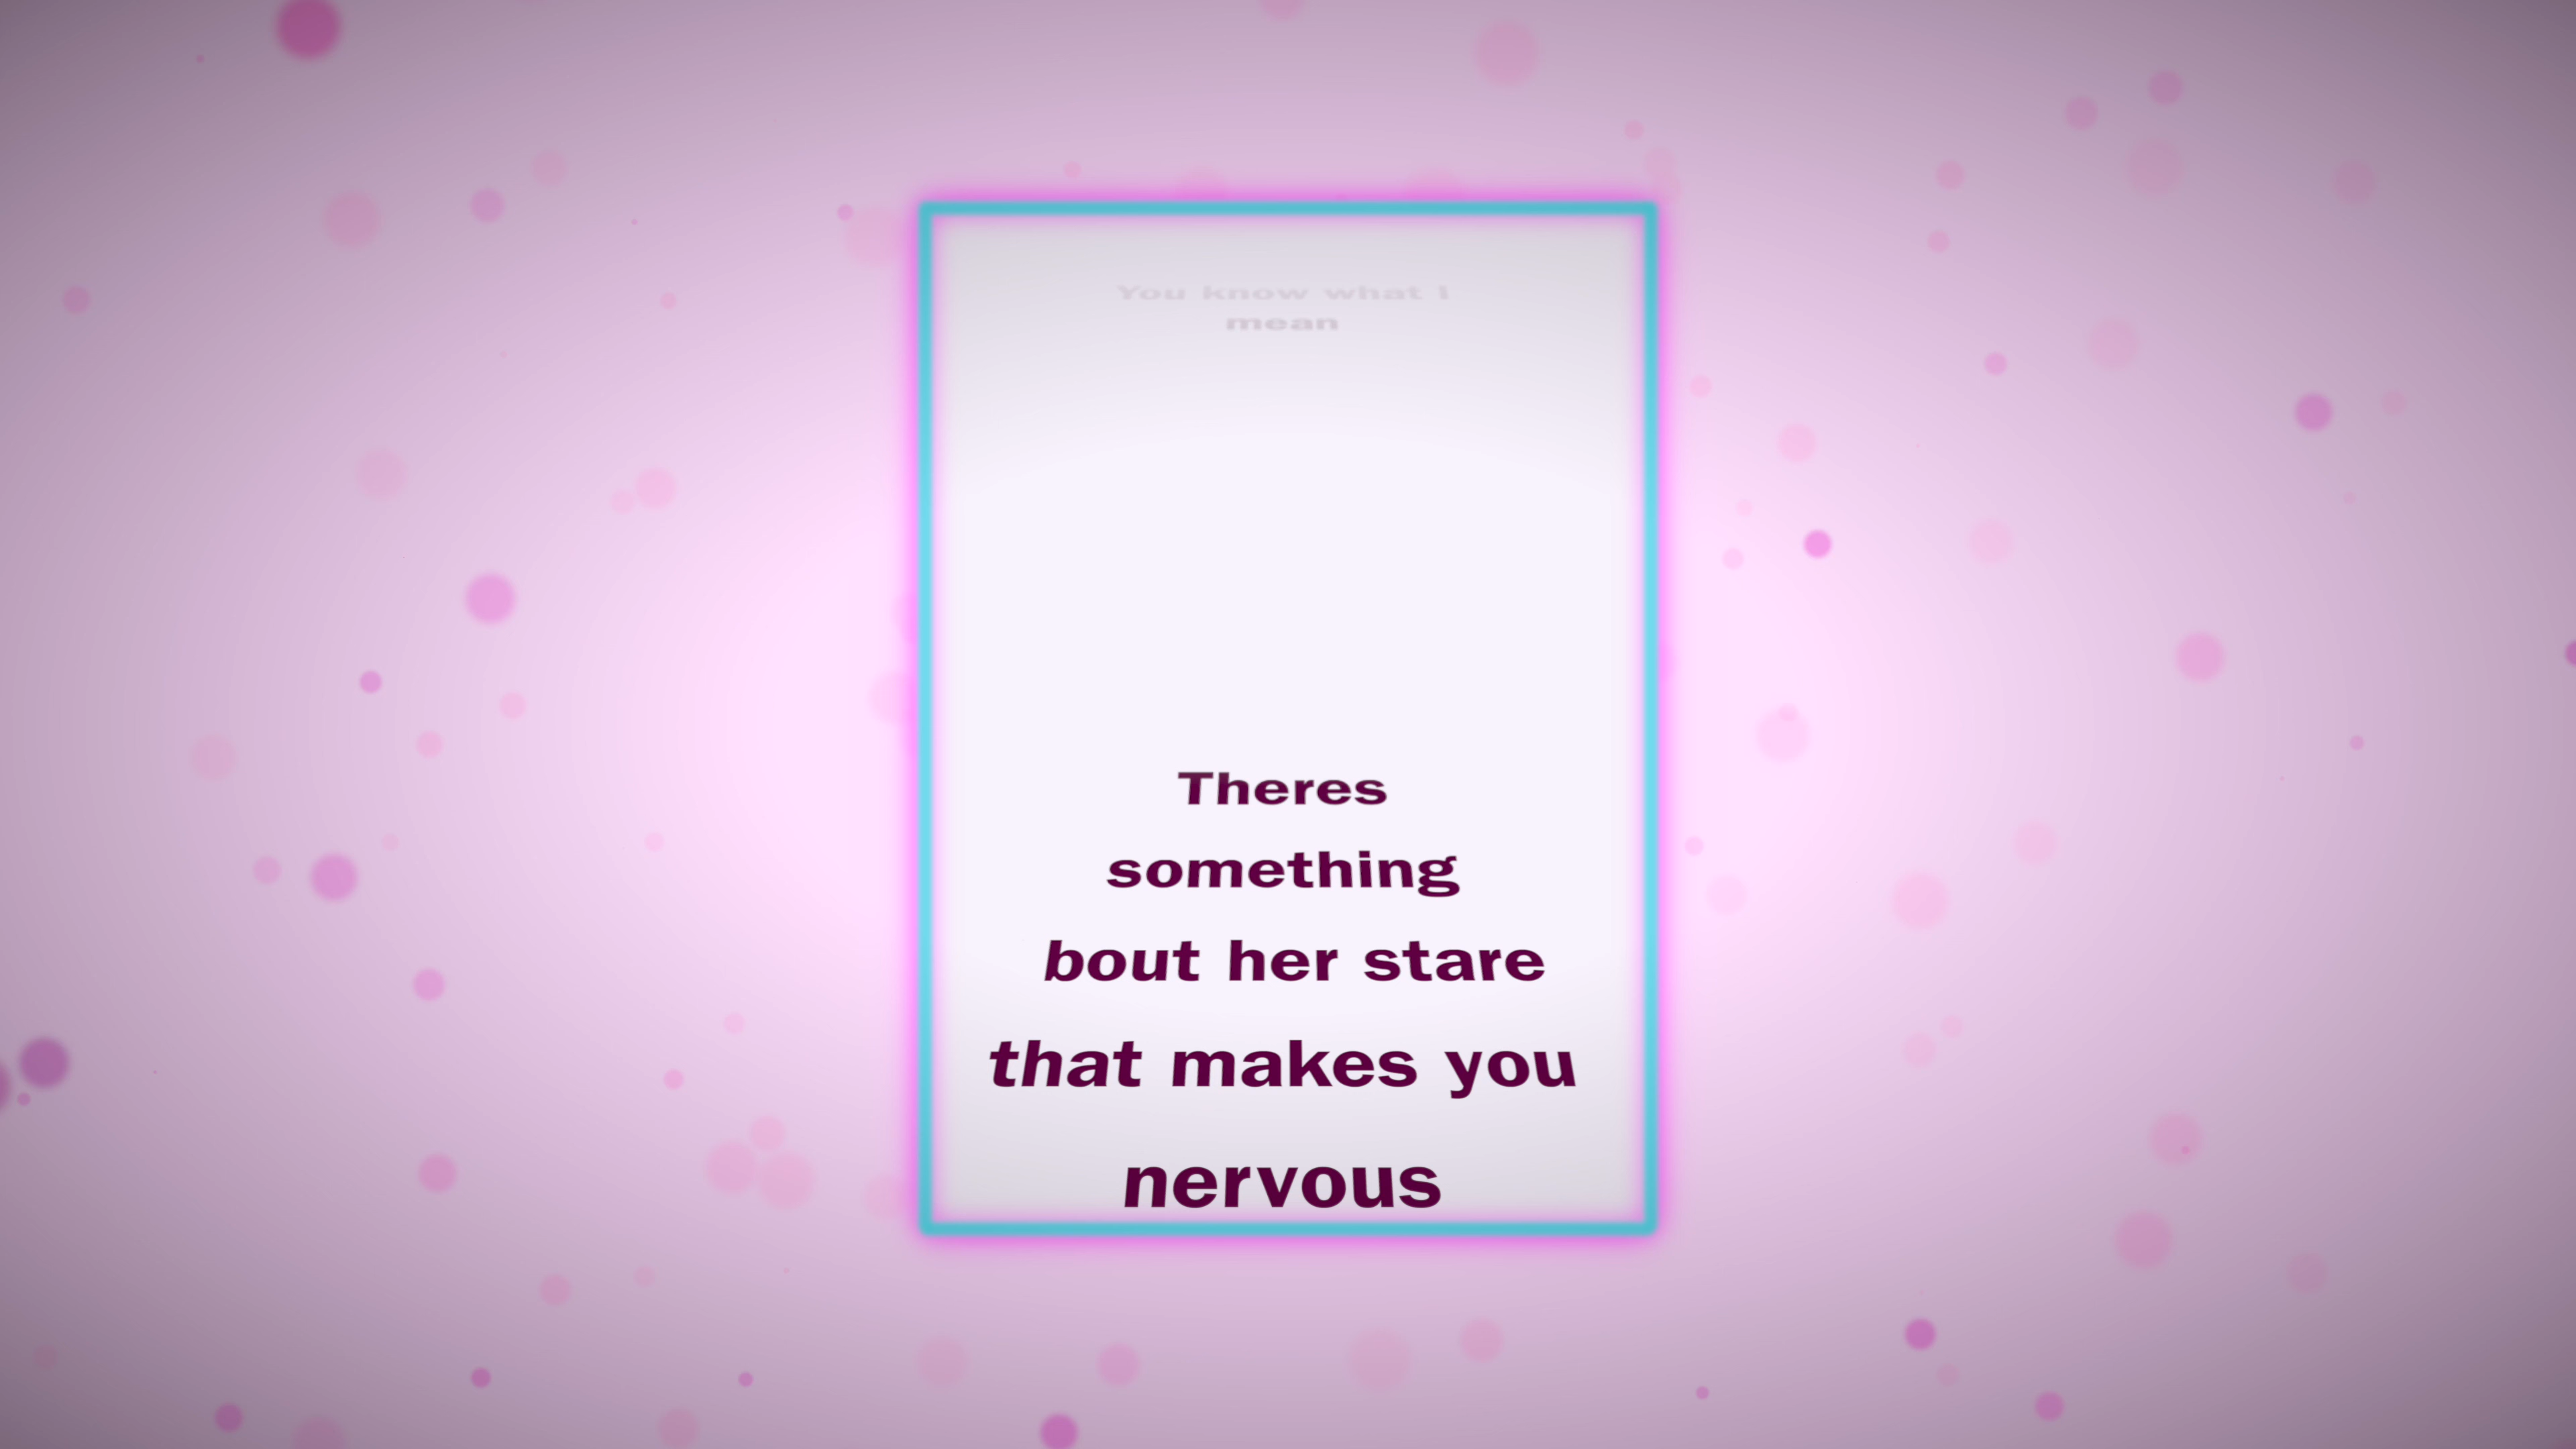 You know what I
mean
Theres
something
bout her stare
that makes you
nervous